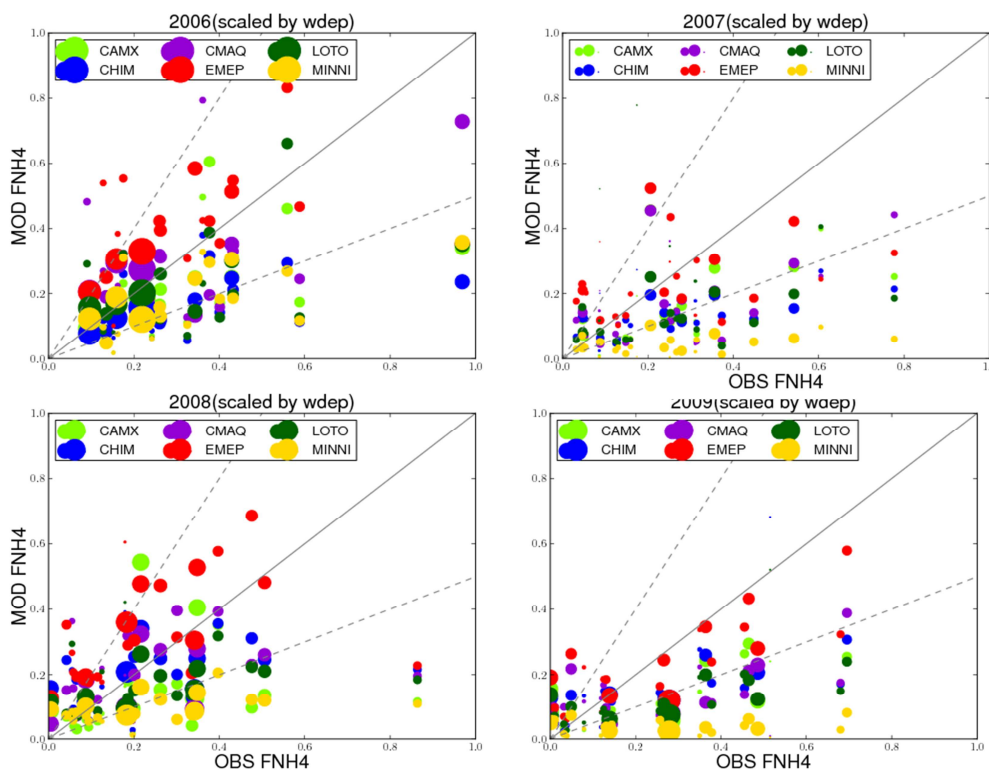 2006(scaled by wdep)
CAMX CMAQ LOTO
CHIM EMEP MINNI
MOD FNH4
1.0
0.8
0.6
0.4
0.2
0.0
0.0 0.2 0.4 0.6 0.8 1.0
2007(scaled by wdep)
CAMX CMAQ LOTO
CHIM EMEP MINNI
MOD FNH4
1.0
0.8
0.6
0.4
0.2
0.0
0.0 0.2 0.4 0.6 0.8 1.0
OBS FNH4
2008(scaled by wdep)
CAMX CMAQ LOTO
CHIM EMEP MINNI
MOD FNH4
1.0
0.8
0.6
0.4
0.2
0.0
0.0 0.2 0.4 0.6 0.8 1.0
OBS FNH4
2009(scaled by wdep)
CAMX CMAQ LOTO
CHIM EMEP MINNI
1.0
0.8
0.6
0.4
0.2
0.0
0.0 0.2 0.4 0.6 0.8 1.0
OBS FNH4